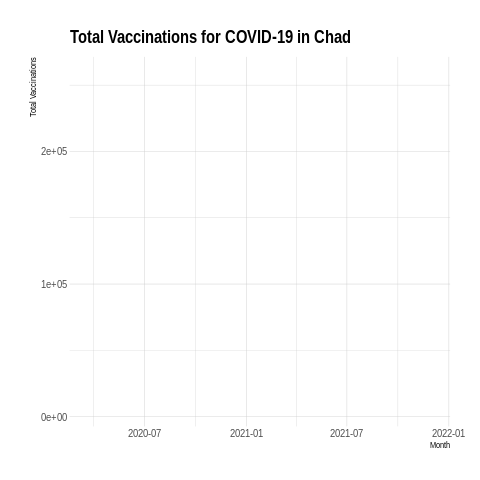 Total Vaccinations for COVID-19 in Chad
Total Vaccinations
2e+05
1e+05
0e+00
2020-07 2021-01 2021-07 2022-01
Month